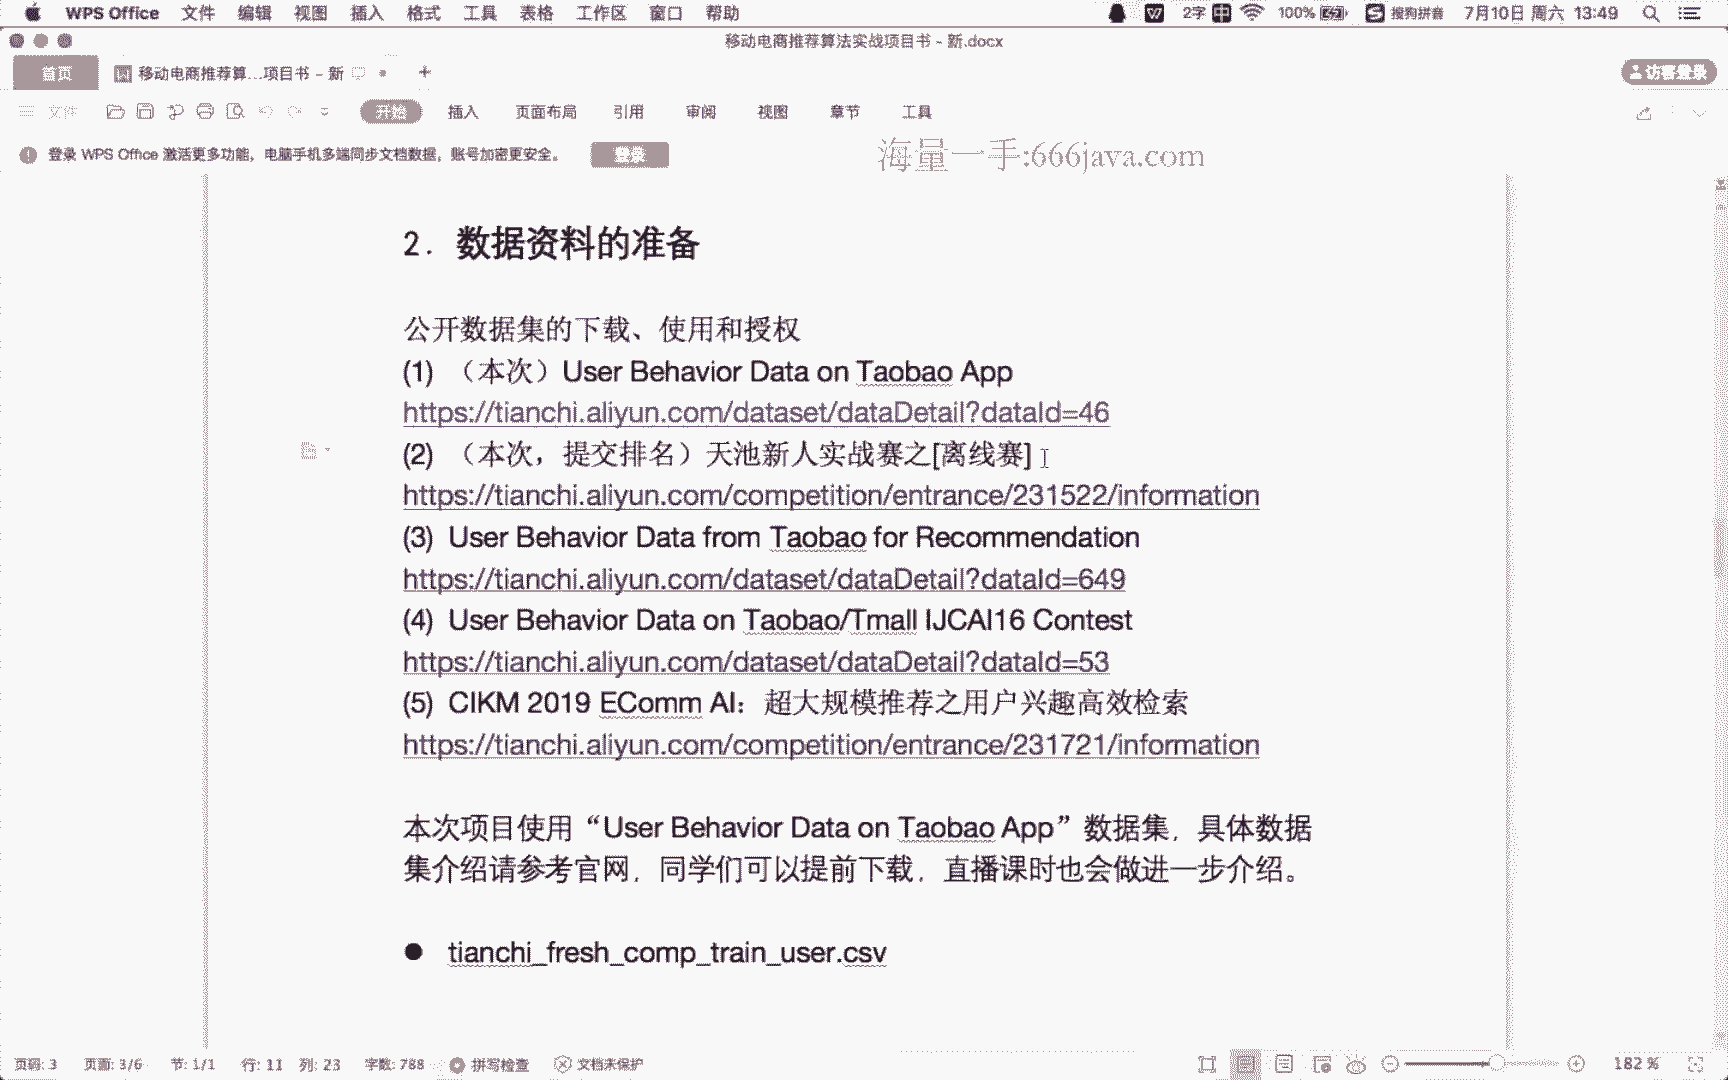 WPS Office 文件 编辑 视图 插入 格式 工具 表格 工作区 窗口 帮助 2字 中 100% 搜狗拼音 7月10日 周六 13:49
移动电商推荐算法实战项目书 - 新.docx
首页 移动电商推荐算...项目书 - 新 + 访客登录
文件 开始 插入 页面布局 引用 审阅 视图 章节 工具
登录 WPS Office 激活更多功能，电脑手机多端同步文档数据，账号加密更安全。 登录
海量一手:666java.com
2. 数据资料的准备
公开数据集的下载、使用和授权
(1) （本次）User Behavior Data on Taobao App
https://tianchi.aliyun.com/dataset/dataDetail?dataId=46
(2) （本次，提交排名）天池新人实战赛之[离线赛]
https://tianchi.aliyun.com/competition/entrance/231522/information
(3) User Behavior Data from Taobao for Recommendation
https://tianchi.aliyun.com/dataset/dataDetail?dataId=649
(4) User Behavior Data on Taobao/Tmall IJCAI16 Contest
https://tianchi.aliyun.com/dataset/dataDetail?dataId=53
(5) CIKM 2019 EComm AI：超大规模推荐之用户兴趣高效检索
https://tianchi.aliyun.com/competition/entrance/231721/information
本次项目使用“User Behavior Data on Taobao App”数据集，具体数据
集介绍请参考官网，同学们可以提前下载，直播课时也会做进一步介绍。
● tianchi_fresh_comp_train_user.csv
页码: 3 页面: 3/6 节: 1/1 行: 11 列: 23 字数: 788 拼写检查 文档未保护 182 %